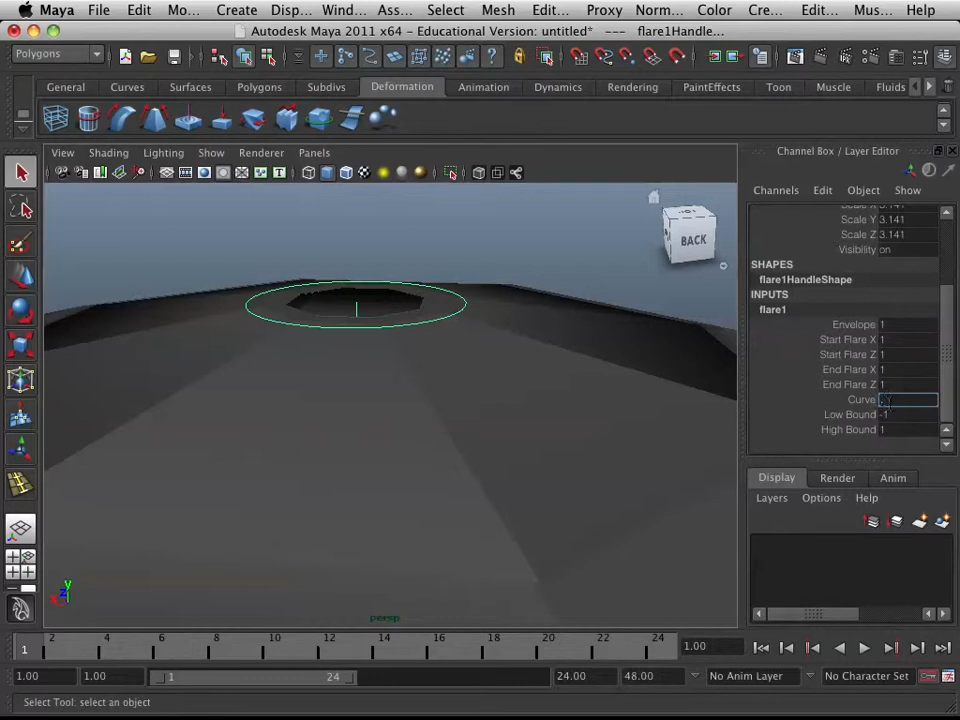 Maya File Edit Mo... Create Disp... Wind... Ass... Select Mesh Edit... Proxy Norm... Color Cre... Edit... Mus... Help
Autodesk Maya 2011 x64 - Educational Version: untitled* --- flare1Handle...
Polygons
General Curves Surfaces Polygons Subdivs Deformation Animation Dynamics Rendering PaintEffects Toon Muscle Fluids
View Shading Lighting Show Renderer Panels
Channel Box / Layer Editor
Channels Edit Object Show
Scale X 3.141
Scale Y 3.141
Scale Z 3.141
Visibility on
SHAPES
flare1HandleShape
INPUTS
flare1
Envelope 1
Start Flare X 1
Start Flare Z 1
End Flare X 1
End Flare Z 1
Curve
Low Bound -1
High Bound 1
BACK
persp
y
z
x
Display Render Anim
Layers Options Help
1 2 4 6 8 10 12 14 16 18 20 22 24 1.00
1.00 1.00 1 24 24.00 48.00 No Anim Layer No Character Set
Select Tool: select an object